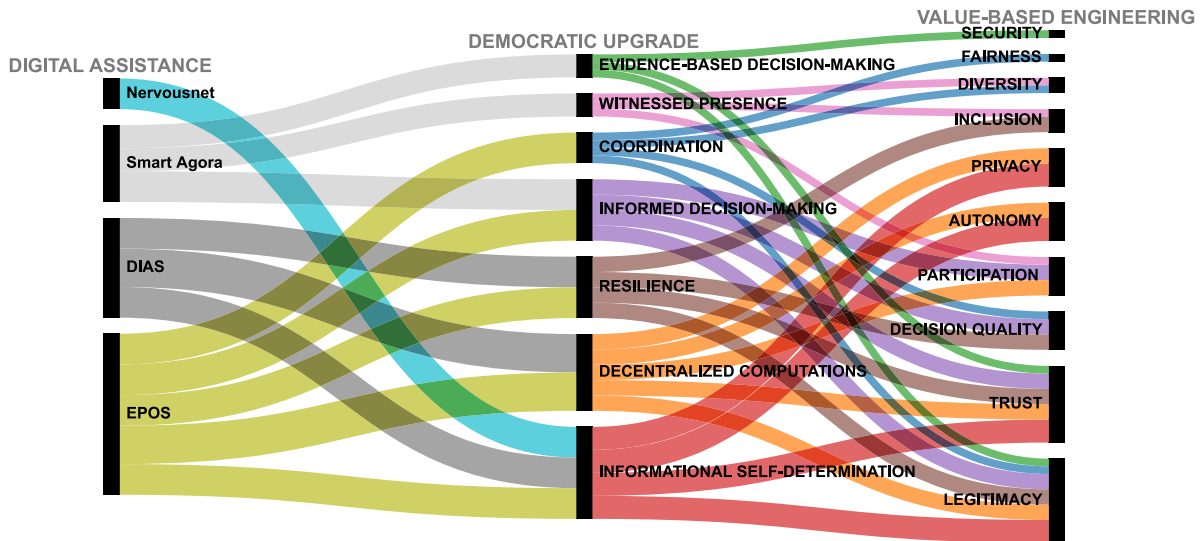 DIGITAL ASSISTANCE
Nervousnet
Smart Agora
DIAS
EPOS
DEMOCRATIC UPGRADE
EVIDENCE-BASED DECISION-MAKING
WITNESSED PRESENCE
COORDINATION
INFORMED DECISION-MAKING
RESILIENCE
DECENTRALIZED COMPUTATIONS
INFORMATIONAL SELF-DETERMINATION
VALUE-BASED ENGINEERING
SECURITY
FAIRNESS
DIVERSITY
INCLUSION
PRIVACY
AUTONOMY
PARTICIPATION
DECISION QUALITY
TRUST
LEGITIMACY